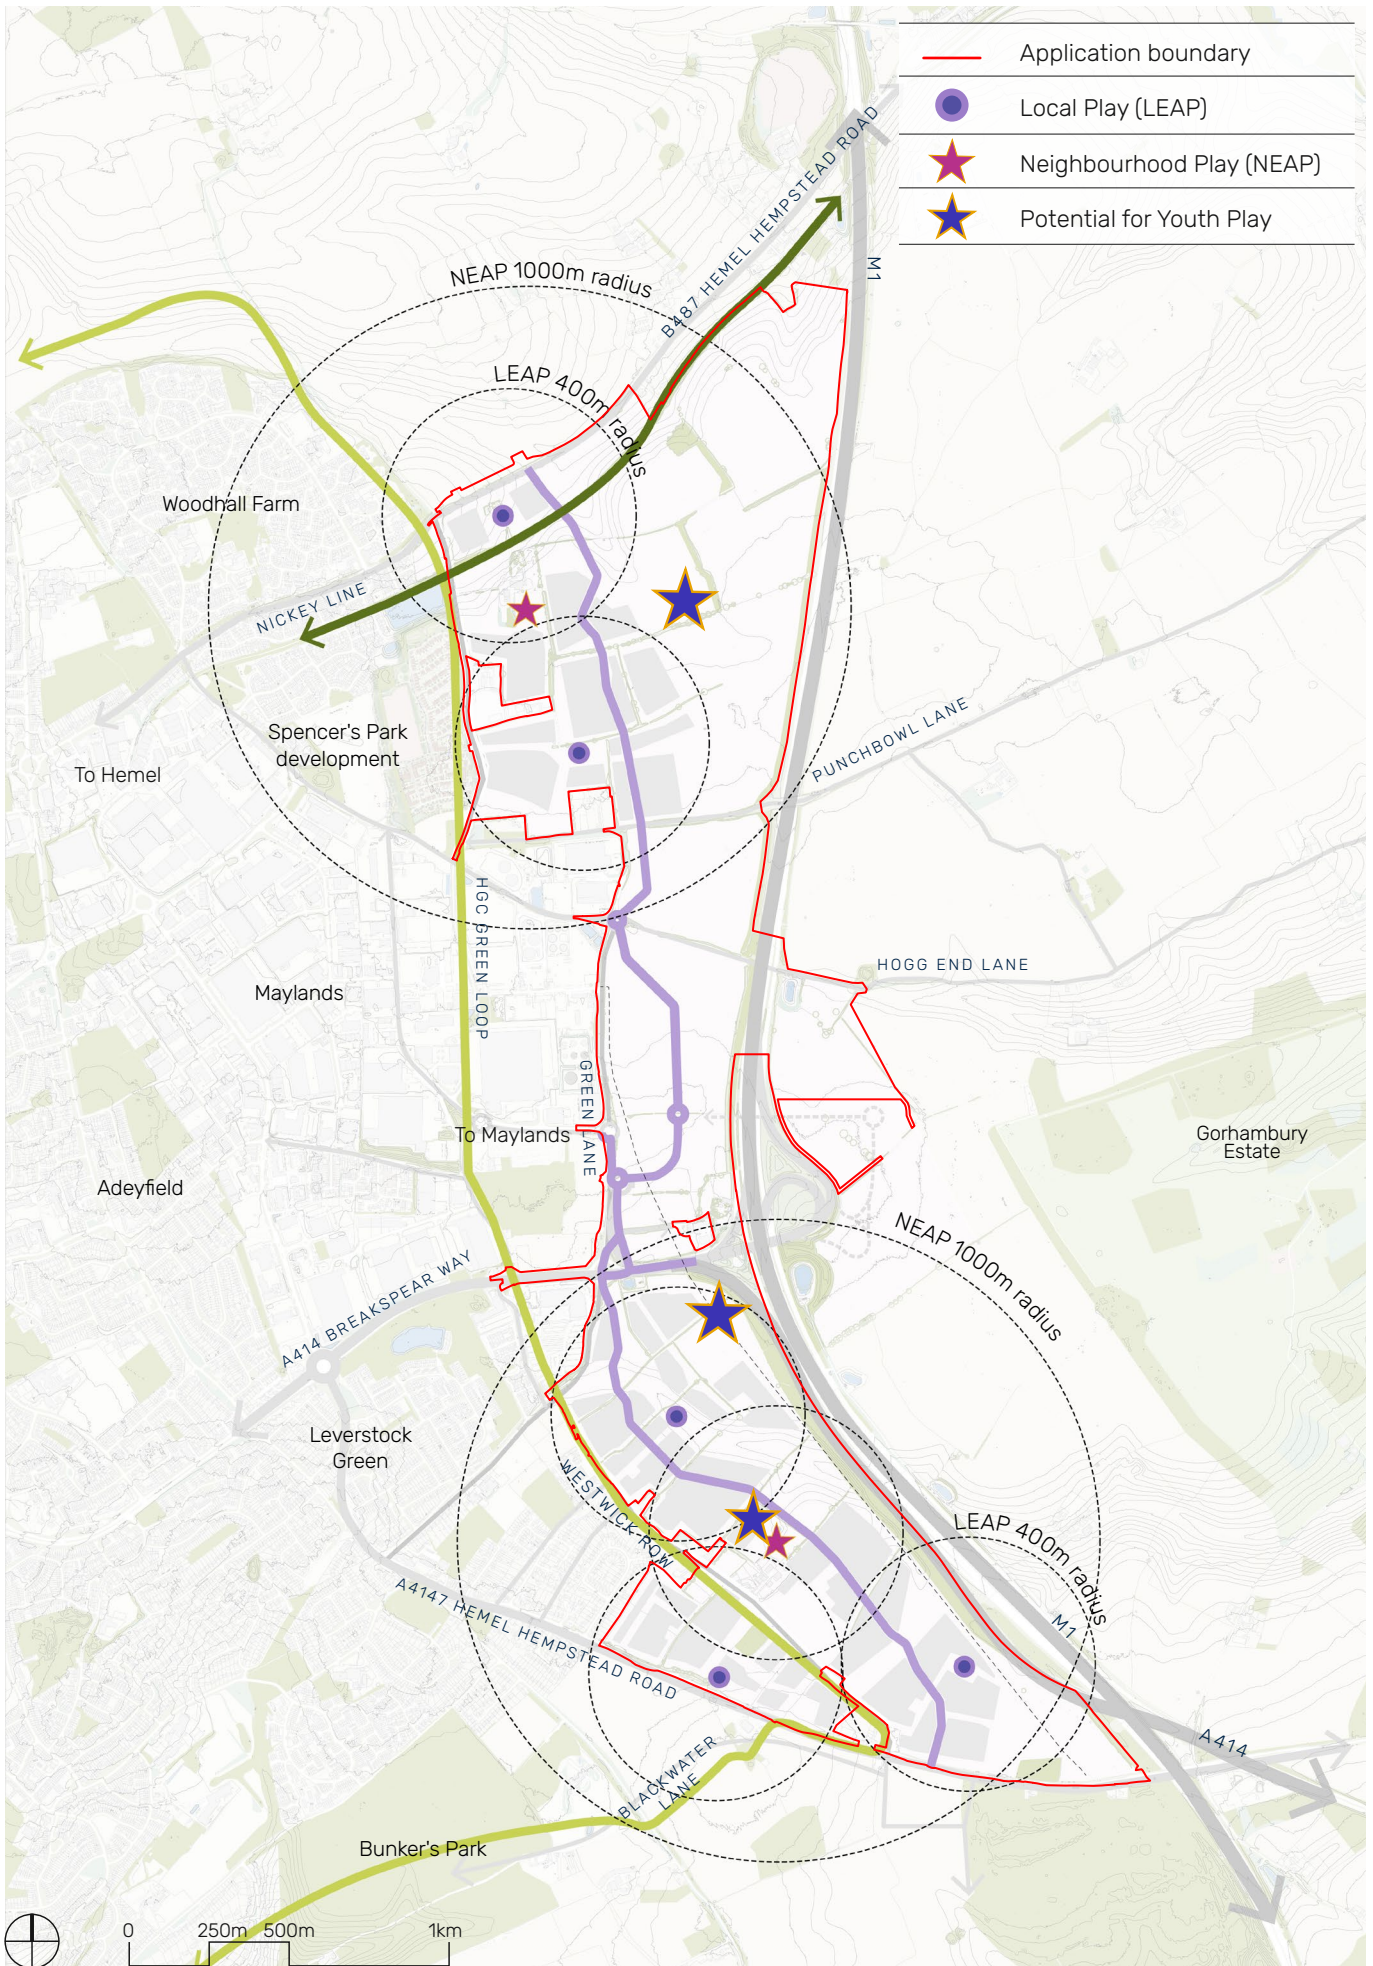 Application boundary
Local Play (LEAP)
Neighbourhood Play (NEAP)
Potential for Youth Play
B487 HEMEL HEMPSTEAD ROAD
M1
NEAP 1000m radius
LEAP 400m radius
Woodhall Farm
NICKEY LINE
Spencer's Park
development
To Hemel
PUNCHBOWL LANE
HGC GREEN LOOP
HOGG END LANE
Maylands
GREEN LANE
To Maylands
Gorhambury
Estate
Adeyfield
NEAP 1000m radius
A414 BREAKSPEAR WAY
Leverstock
Green
WESTWICK ROW
LEAP 400m radius
A4147 HEMEL HEMPSTEAD ROAD
M1
A414
BLACKWATER
LANE
Bunker's Park
0
250m
500m
1km